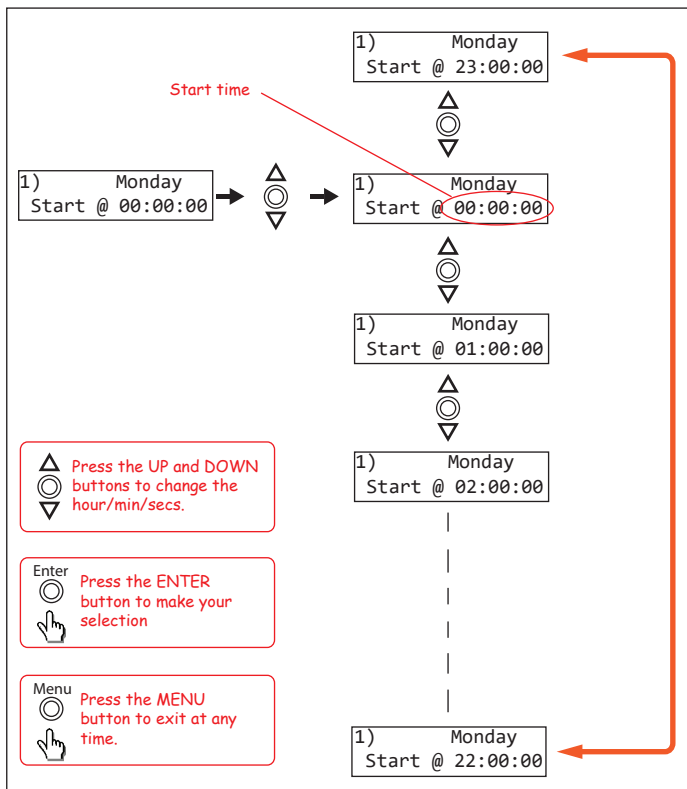 1) Monday
Start @ 23:00:00
Start time
1) Monday
Start @ 00:00:00
1) Monday
Start @ 00:00:00
1) Monday
Start @ 01:00:00
1) Monday
Start @ 02:00:00
Press the UP and DOWN
buttons to change the
hour/min/secs.
Enter
Press the ENTER
button to make your
selection
Menu
Press the MENU
button to exit at any
time.
1) Monday
Start @ 22:00:00